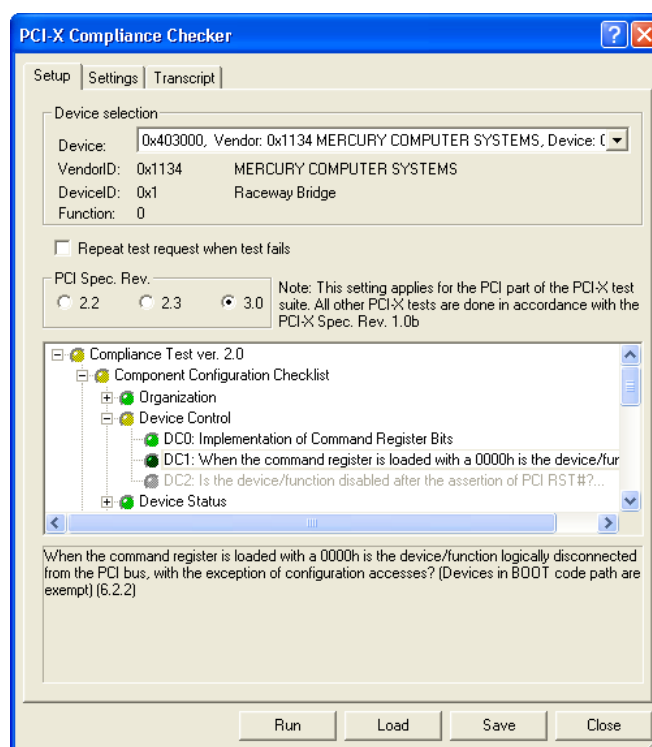 PCI-X Compliance Checker
Setup Settings Transcript
Device selection
Device: 0x403000, Vendor: 0x1134 MERCURY COMPUTER SYSTEMS, Device: (
VendorID: 0x1134 MERCURY COMPUTER SYSTEMS
DeviceID: 0x1 Raceway Bridge
Function: 0
Repeat test request when test fails
PCI Spec. Rev.
2.2 2.3 3.0
Note: This setting applies for the PCI part of the PCI-X test
suite. All other PCI-X tests are done in accordance with the
PCI-X Spec. Rev. 1.0b
Compliance Test ver. 2.0
Component Configuration Checklist
Organization
Device Control
DC0: Implementation of Command Register Bits
DC1: When the command register is loaded with a 0000h is the device/fur
DC2: Is the device/function disabled after the assertion of PCI RST#?...
Device Status
When the command register is loaded with a 0000h is the device/function logically disconnected
from the PCI bus, with the exception of configuration accesses? (Devices in BOOT code path are
exempt) (6.2.2)
Run Load Save Close